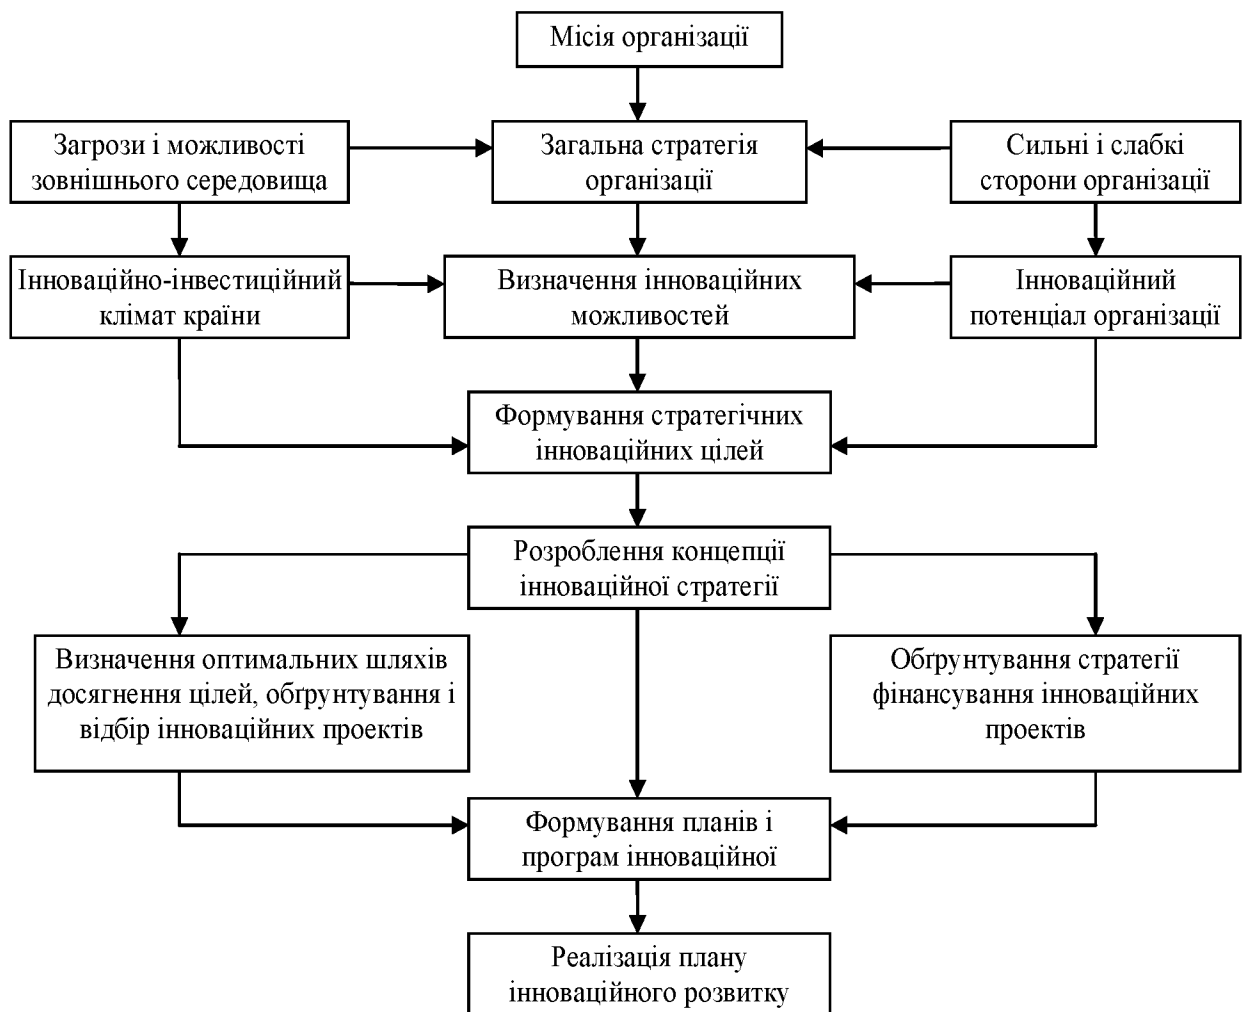 Місія організації
Загрози і можливості
зовнішнього середовища
Загальна стратегія
організації
Сильні і слабкі
сторони організації
Інноваційно-інвестиційний
клімат країни
Визначення інноваційних
можливостей
Інноваційний
потенціал організації
Формування стратегічних
інноваційних цілей
Розроблення концепції
інноваційної стратегії
Визначення оптимальних шляхів
досягнення цілей, обґрунтування і
відбір інноваційних проектів
Обґрунтування стратегії
фінансування інноваційних
проектів
Формування планів і
програм інноваційної
Реалізація плану
інноваційного розвитку